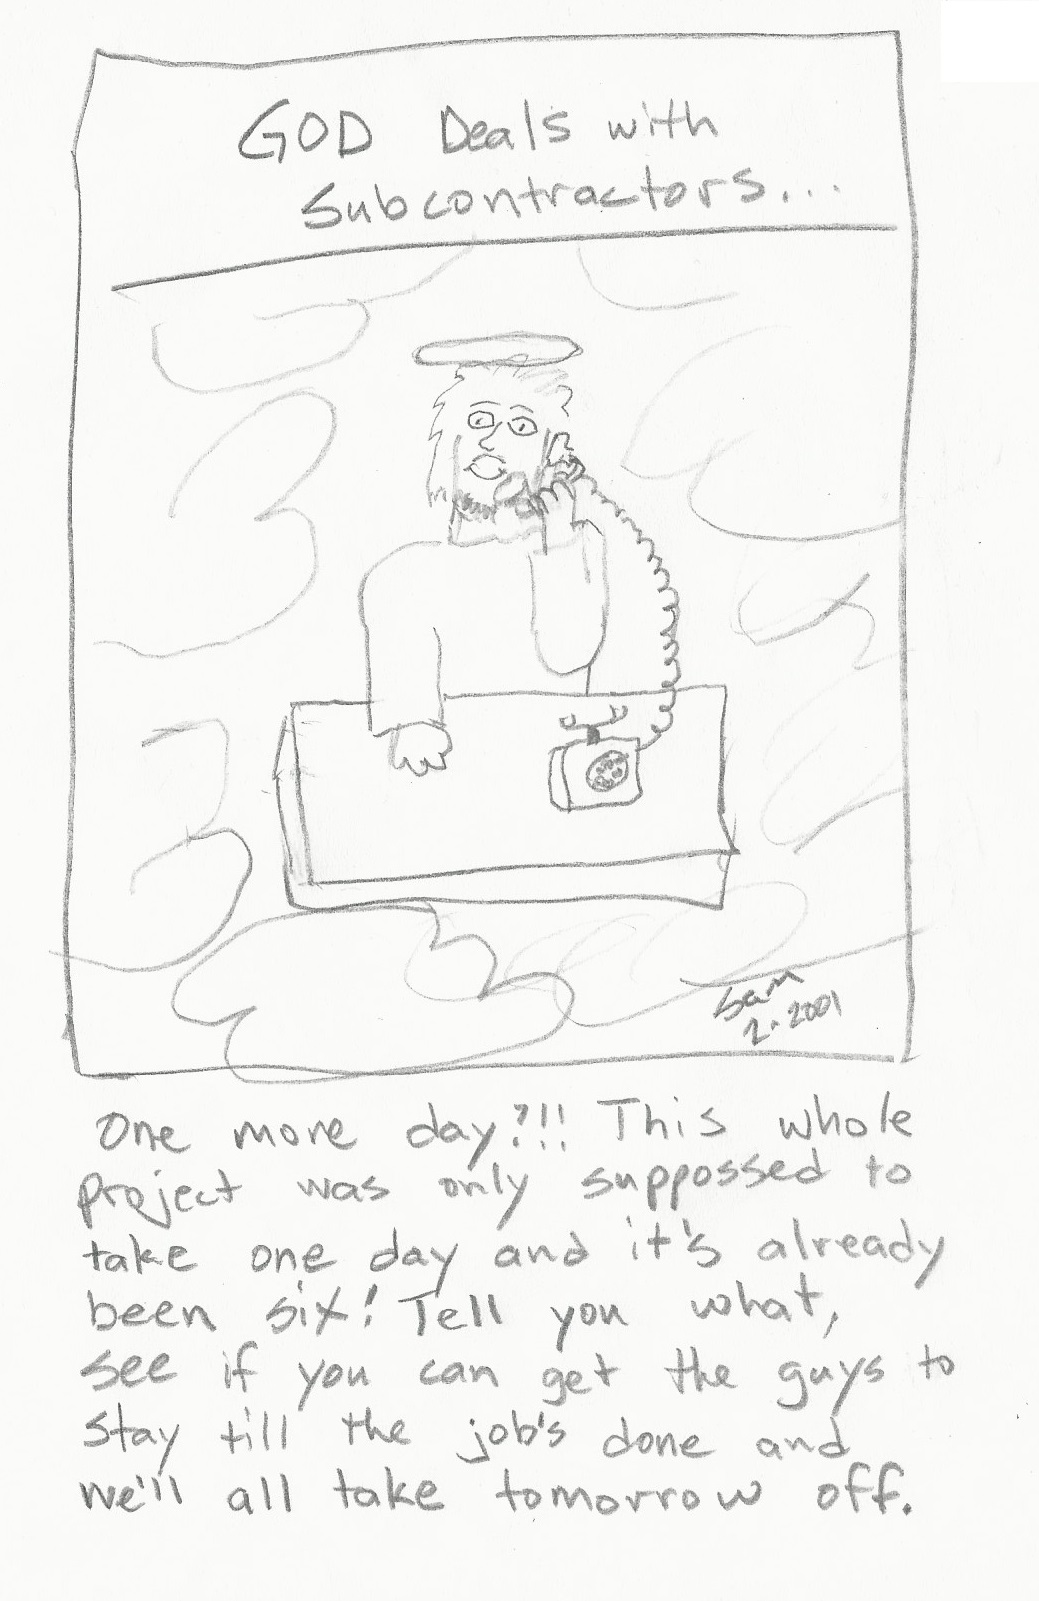 GOD Deals with
Subcontractors...
Sam
2.2001
One more day?!!! This whole
project was only suppossed to
take one day and it's already
been six! Tell you what,
see if you can get the guys to
stay till the job's done and
we'll all take tomorrow off.